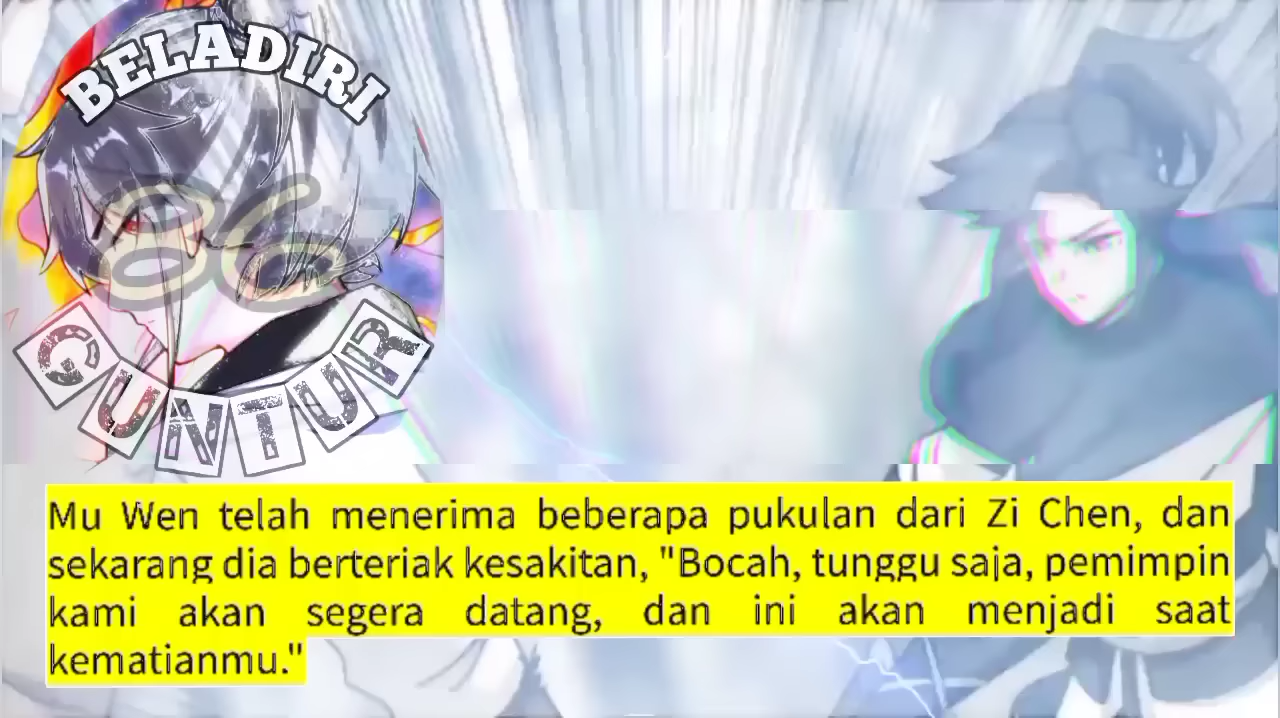 BELADIRI
86
GUNTUR
Mu Wen telah menerima beberapa pukulan dari Zi Chen, dan
sekarang dia berteriak kesakitan, "Bocah, tunggu saja, pemimpin
kami akan segera datang, dan ini akan menjadi saat
kematianmu."